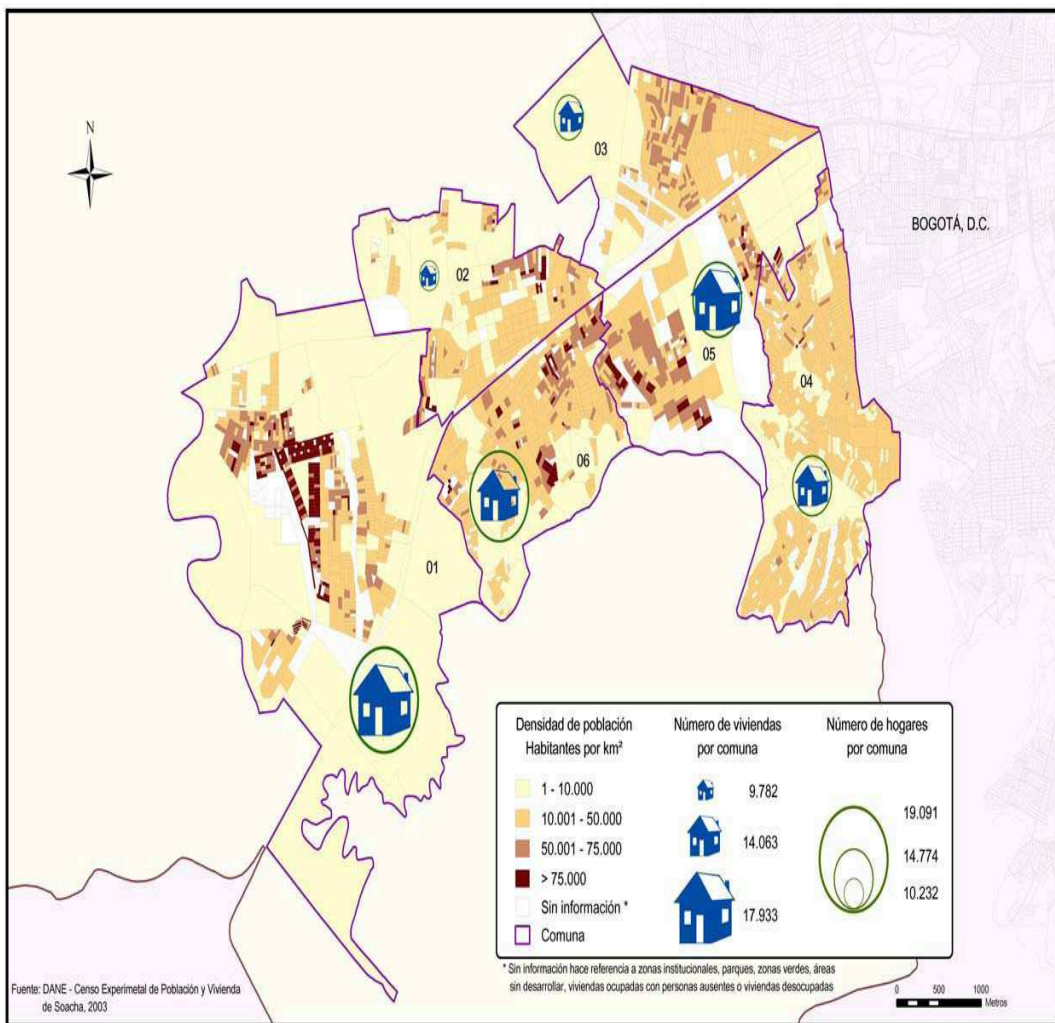 N
03
BOGOTÁ, D.C.
02
05
04
06
01
Densidad de población
Habitantes por km²
1 - 10.000
10.001 - 50.000
50.001 - 75.000
> 75.000
Sin información *
Comuna
Número de viviendas
por comuna
9.782
14.063
17.933
Número de hogares
por comuna
19.091
14.774
10.232
* Sin información hace referencia a zonas institucionales, parques, zonas verdes, áreas
sin desarrollar, viviendas ocupadas con personas ausentes o viviendas desocupadas
Fuente: DANE - Censo Experimetal de Población y Vivienda
de Soacha, 2003
0 500 1000
Metros